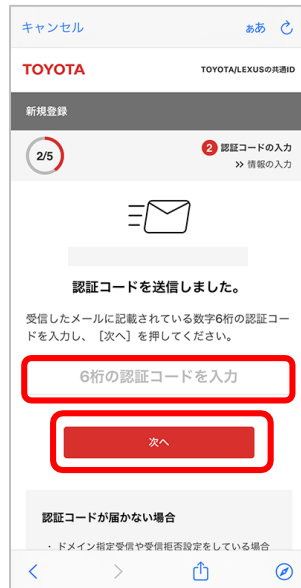 キャンセル
ぁあ
TOYOTA
TOYOTA/LEXUSの共通ID
新規登録
2/5
2 認証コードの入力
>> 情報の入力
認証コードを送信しました。
受信したメールに記載されている数字6桁の認証コー
ドを入力し、［次へ］を押してください。
6桁の認証コードを入力
次へ
認証コードが届かない場合
・ ドメイン指定受信や受信拒否設定をしている場合